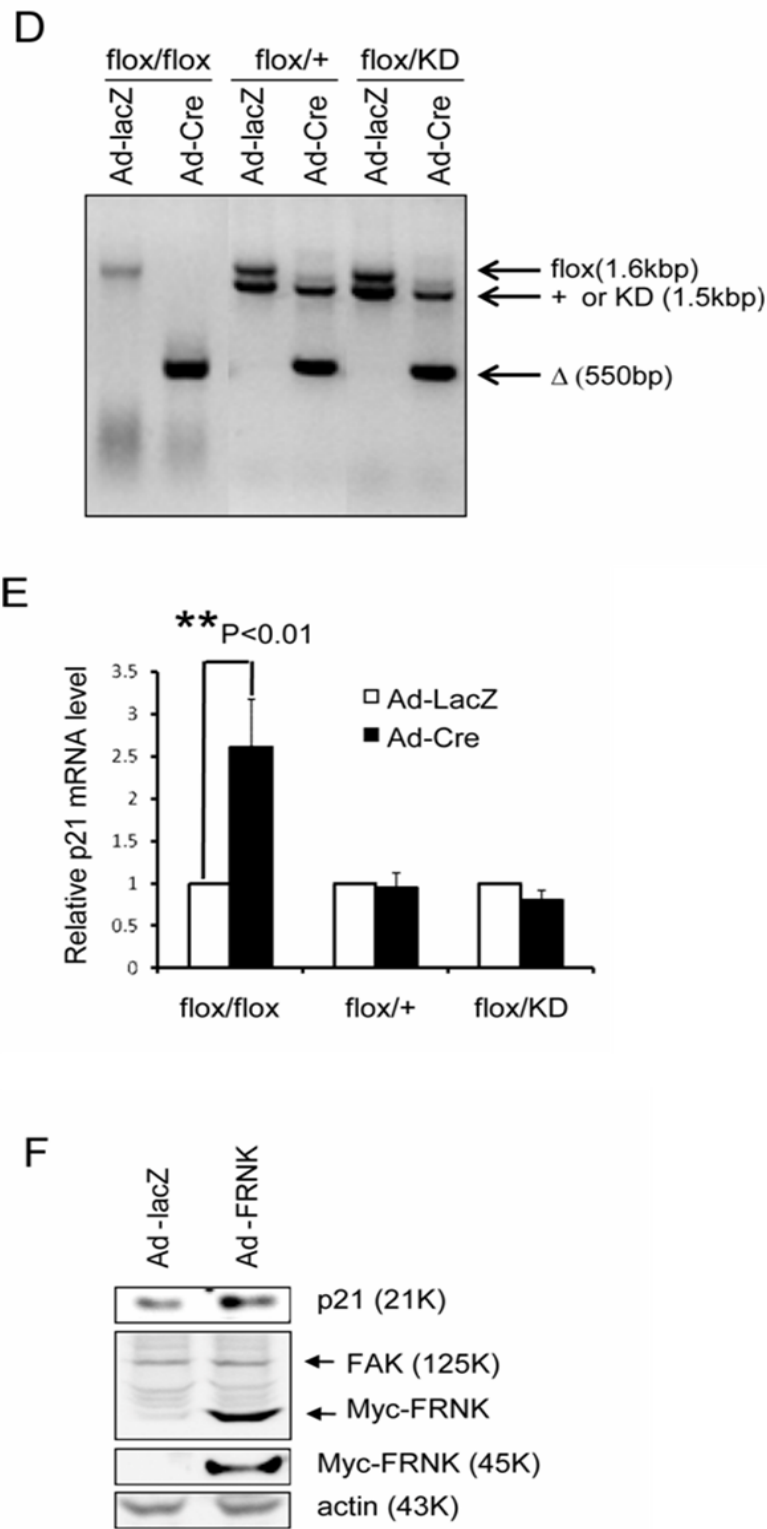 D
flox/flox flox/+ flox/KD
Ad-lacZ Ad-Cre Ad-lacZ Ad-Cre Ad-lacZ Ad-Cre
flox(1.6kbp)
+ or KD (1.5kbp)
Δ (550bp)
E
** P<0.01
Relative p21 mRNA level
3.5
3
2.5
2
1.5
1
0.5
0
Ad-LacZ
Ad-Cre
flox/flox flox/+ flox/KD
F
Ad-lacZ Ad-FRNK
p21 (21K)
FAK (125K)
Myc-FRNK
Myc-FRNK (45K)
actin (43K)